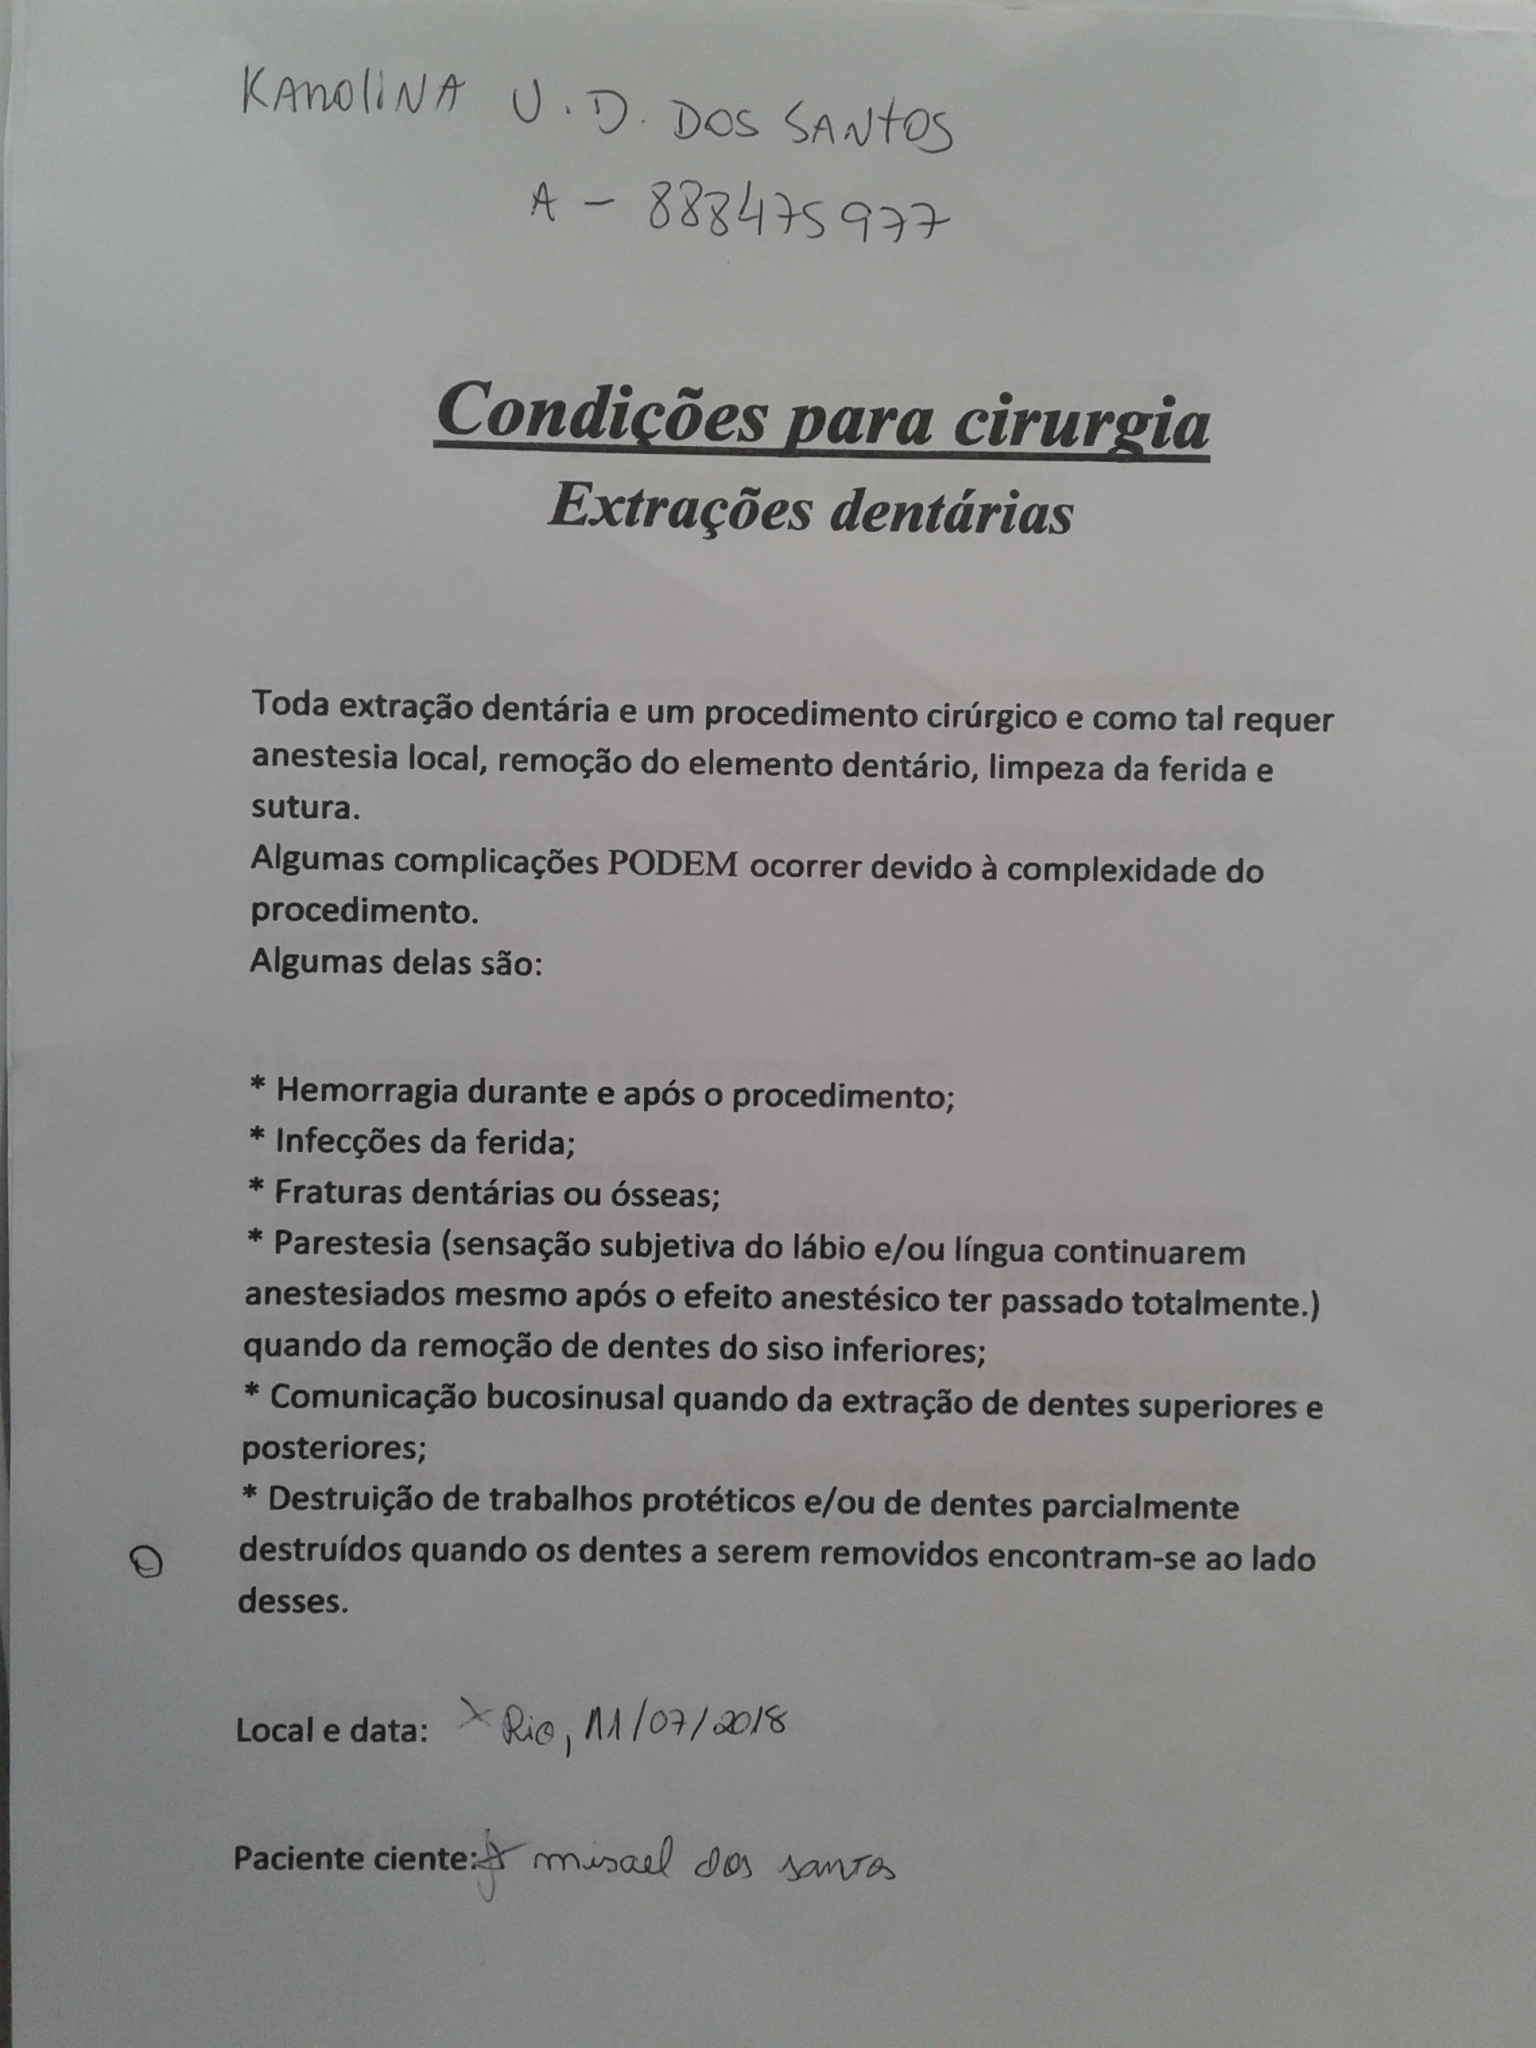 KAROLINA V. D. DOS SANTOS
A - 888475977
Condições para cirurgia
Extrações dentárias
Toda extração dentária e um procedimento cirúrgico e como tal requer
anestesia local, remoção do elemento dentário, limpeza da ferida e
sutura.
Algumas complicações PODEM ocorrer devido à complexidade do
procedimento.
Algumas delas são:
* Hemorragia durante e após o procedimento;
* Infecções da ferida;
* Fraturas dentárias ou ósseas;
* Parestesia (sensação subjetiva do lábio e/ou língua continuarem
anestesiados mesmo após o efeito anestésico ter passado totalmente.)
quando da remoção de dentes do siso inferiores;
* Comunicação bucosinusal quando da extração de dentes superiores e
posteriores;
* Destruição de trabalhos protéticos e/ou de dentes parcialmente
destruídos quando os dentes a serem removidos encontram-se ao lado
desses.
Local e data: x Rio, 11/07/2018
Paciente ciente: misael dos santos